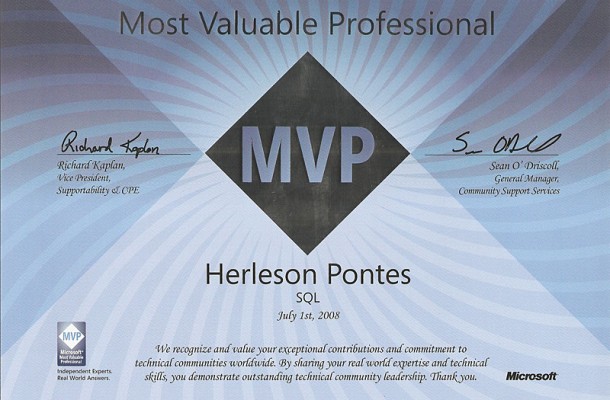 Most Valuable Professional
MVP
Richard Kaplan
Richard Kaplan,
Vice President,
Supportability & CPE
Sean O' Driscoll,
General Manager,
Community Support Services
Herleson Pontes
SQL
July 1st, 2008
MVP
Microsoft®
Most Valuable
Professional
Independent Experts.
Real World Answers.
We recognize and value your exceptional contributions and commitment to
technical communities worldwide. By sharing your real world expertise and technical
skills, you demonstrate outstanding technical community leadership. Thank you.
Microsoft